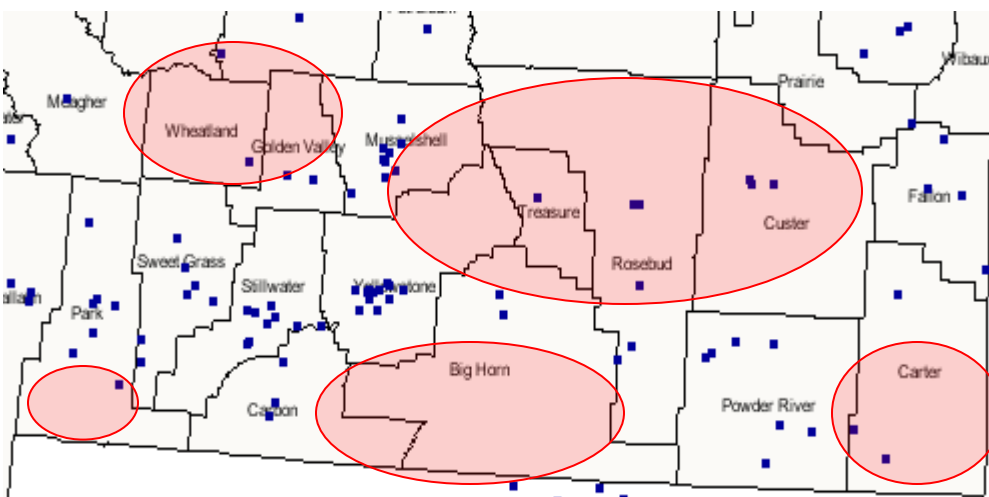 Wibaux
Prairie
Meagher
Wheatland
Golden Valley
Musselshell
Treasure
Fallon
Custer
Rosebud
Sweet Grass
Stillwater
Yellowstone
Park
Big Horn
Carter
Carbon
Powder River